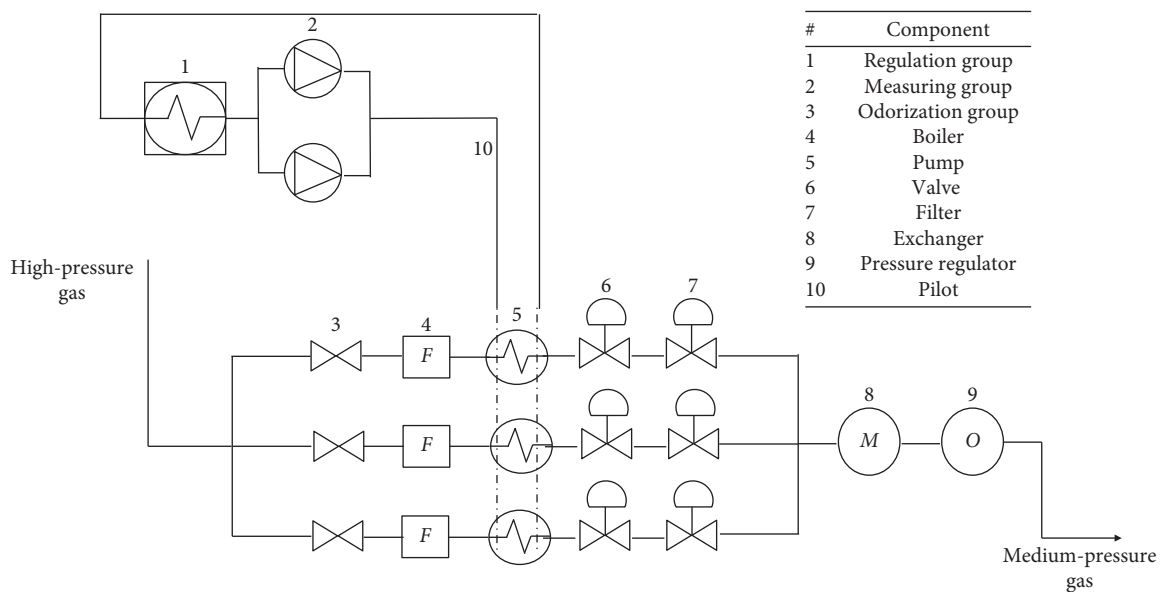 2
1
10
High-pressure
gas
3
4
5
6
7
F
F
F
8
9
M
O
Medium-pressure
gas
# Component
1 Regulation group
2 Measuring group
3 Odorization group
4 Boiler
5 Pump
6 Valve
7 Filter
8 Exchanger
9 Pressure regulator
10 Pilot